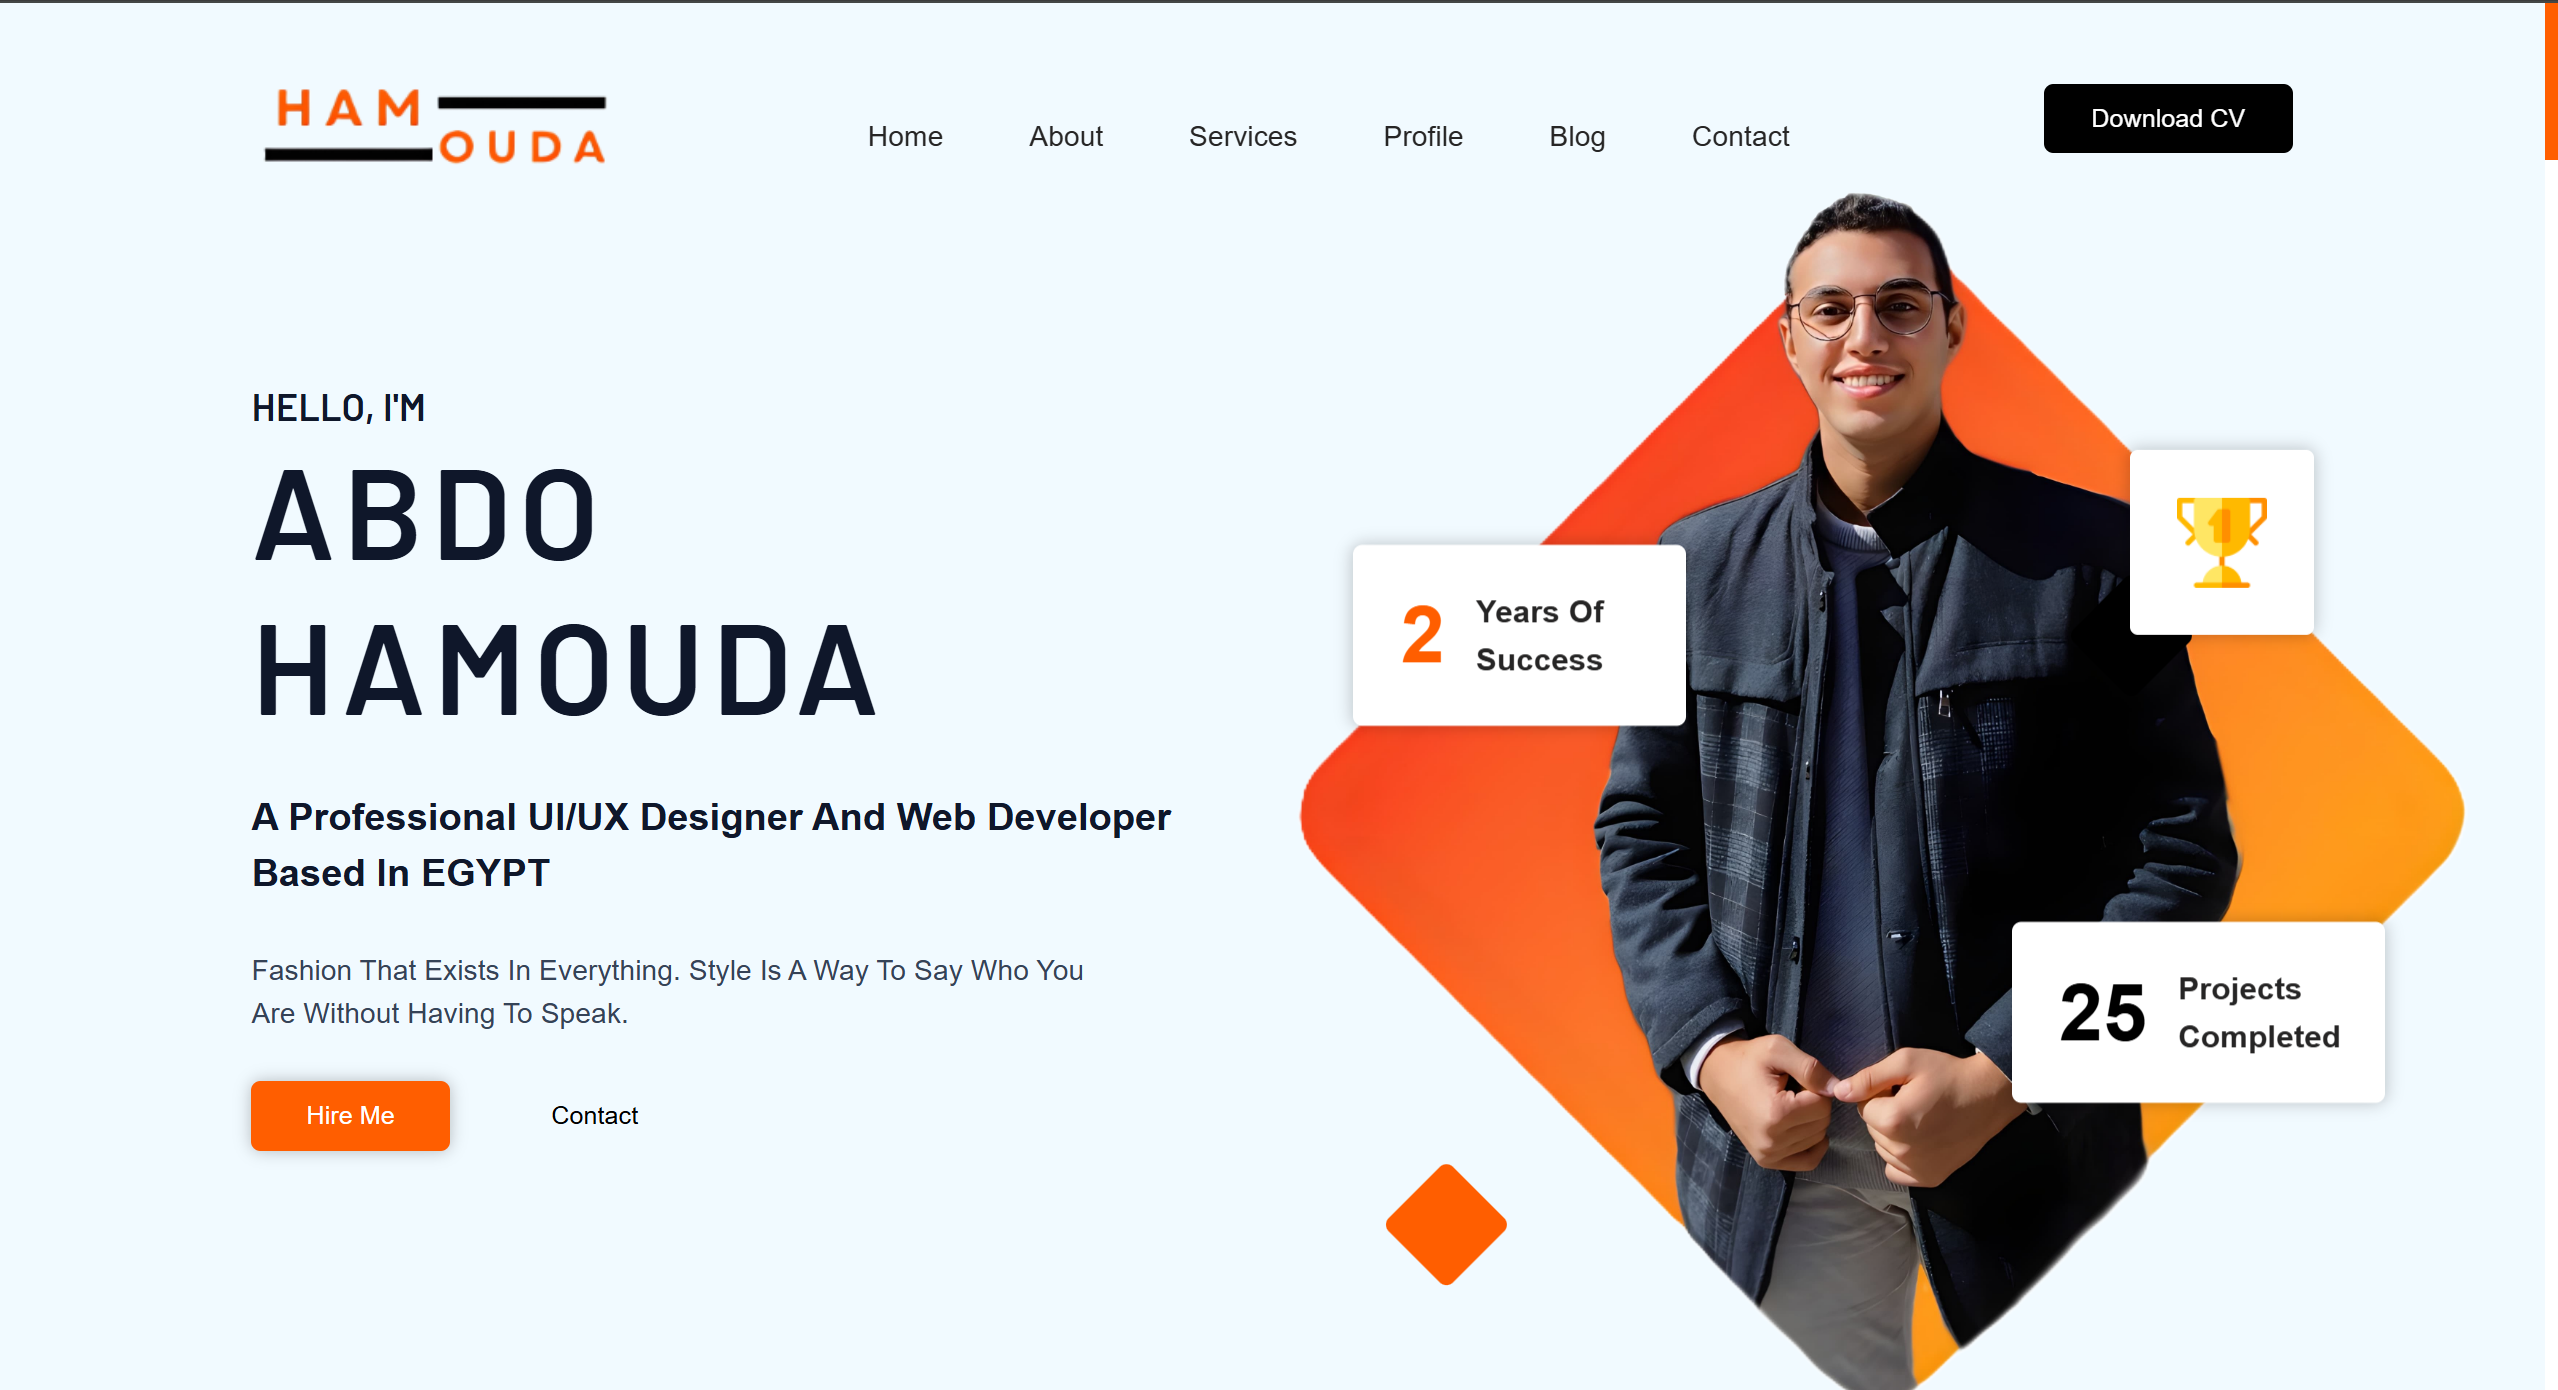 HAM
OUDA
Home About Services Profile Blog Contact
Download CV
HELLO, I'M
ABDO
HAMOUDA
A Professional UI/UX Designer And Web Developer
Based In EGYPT
Fashion That Exists In Everything. Style Is A Way To Say Who You
Are Without Having To Speak.
Hire Me
Contact
2
Years Of
Success
1
25
Projects
Completed